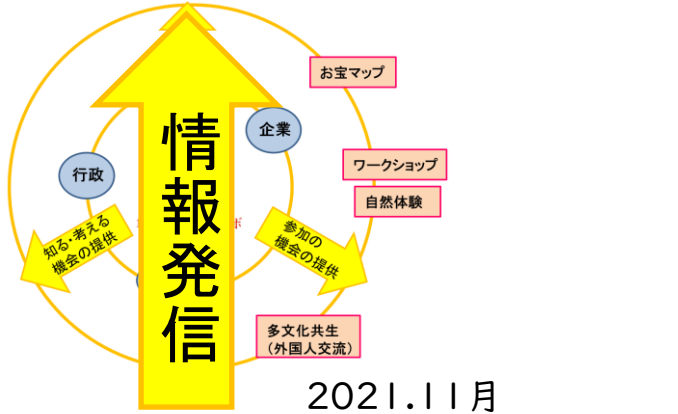 お宝マップ
企業
ワークショップ
行政
自然体験
情報発信
知る・考える
機会の提供
参加の
機会の提供
多文化共生
（外国人交流）
2021.11月